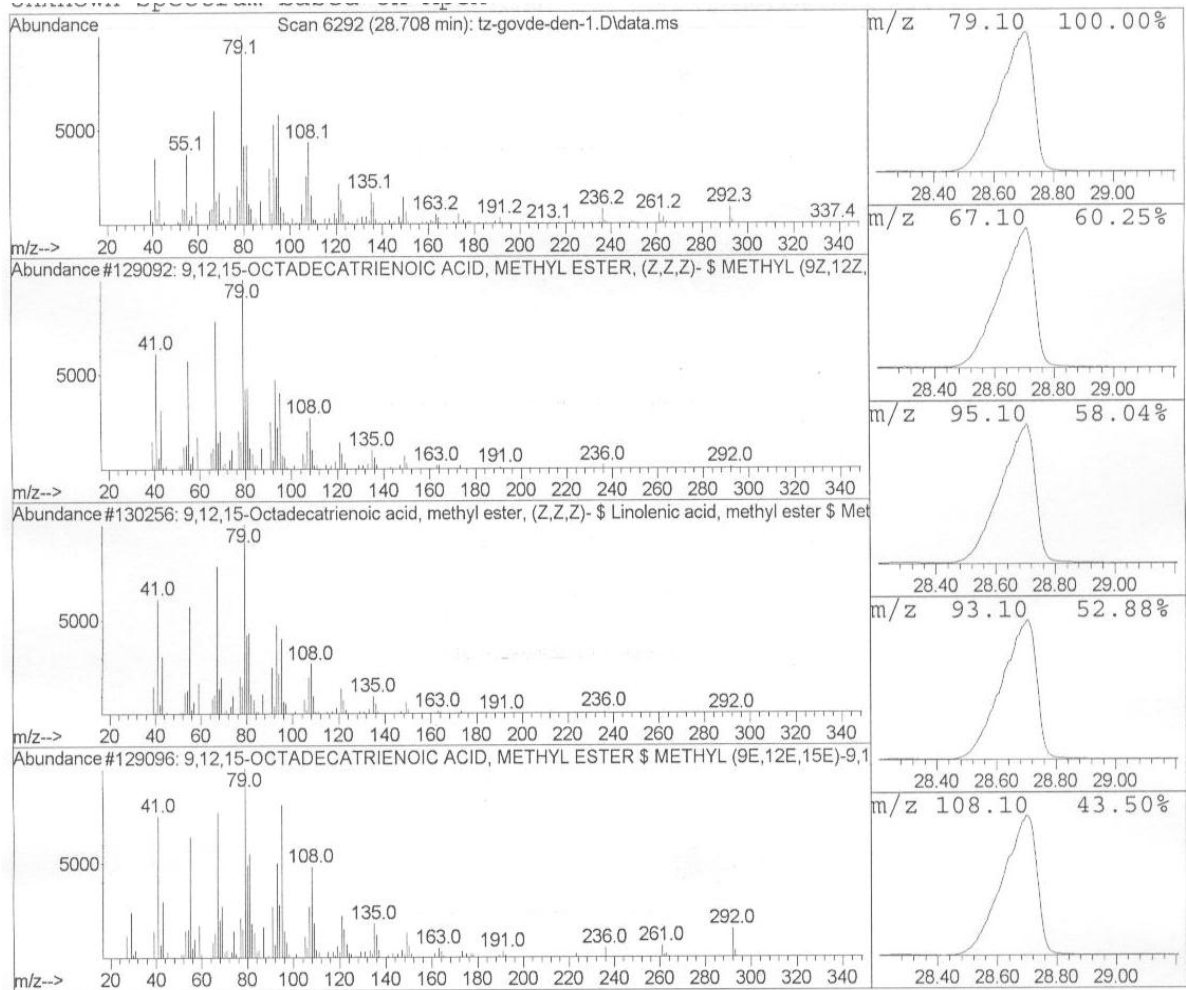 Abundance Scan 6292 (28.708 min): tz-govde-den-1.D\data.ms
79.1
5000
55.1
108.1
135.1
163.2
191.2
213.1
236.2
261.2
292.3
337.4
m/z--> 20 40 60 80 100 120 140 160 180 200 220 240 260 280 300 320 340
Abundance #129092: 9,12,15-OCTADECATRIENOIC ACID, METHYL ESTER, (Z,Z,Z)- $ METHYL (9Z,12Z,
79.0
41.0
5000
108.0
135.0
163.0
191.0
236.0
292.0
m/z--> 20 40 60 80 100 120 140 160 180 200 220 240 260 280 300 320 340
Abundance #130256: 9,12,15-Octadecatrienoic acid, methyl ester, (Z,Z,Z)- $ Linolenic acid, methyl ester $ Met
79.0
41.0
5000
108.0
135.0
163.0
191.0
236.0
292.0
m/z--> 20 40 60 80 100 120 140 160 180 200 220 240 260 280 300 320 340
Abundance #129096: 9,12,15-OCTADECATRIENOIC ACID, METHYL ESTER $ METHYL (9E,12E,15E)-9,1
79.0
41.0
5000
108.0
135.0
163.0
191.0
236.0
261.0
292.0
m/z--> 20 40 60 80 100 120 140 160 180 200 220 240 260 280 300 320 340
m/z 79.10 100.00%
28.40 28.60 28.80 29.00
m/z 67.10 60.25%
28.40 28.60 28.80 29.00
m/z 95.10 58.04%
28.40 28.60 28.80 29.00
m/z 93.10 52.88%
28.40 28.60 28.80 29.00
m/z 108.10 43.50%
28.40 28.60 28.80 29.00